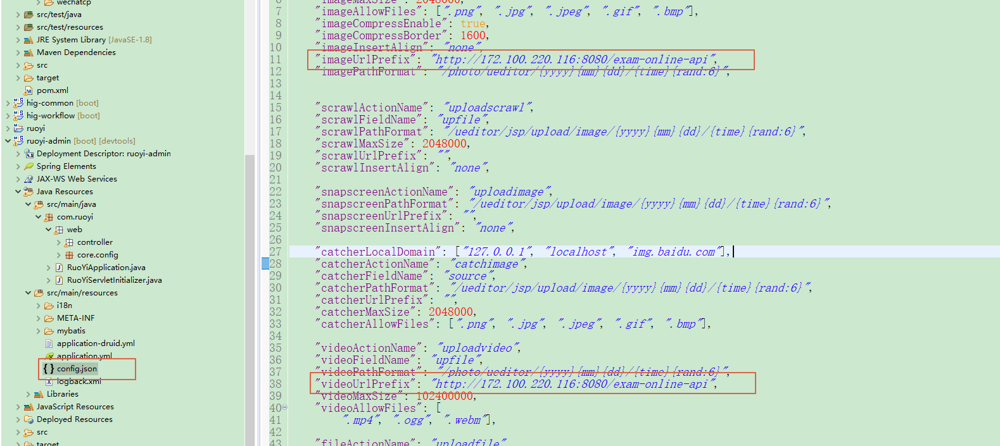 wechatcp
src/test/java
src/test/resources
JRE System Library [JavaSE-1.8]
Maven Dependencies
src
target
pom.xml
hig-common [boot]
hig-workflow [boot]
ruoyi
ruoyi-admin [boot] [devtools]
Deployment Descriptor: ruoyi-admin
Spring Elements
JAX-WS Web Services
Java Resources
src/main/java
com.ruoyi
web
controller
core.config
RuoYiApplication.java
RuoYiServletInitializer.java
src/main/resources
i18n
META-INF
mybatis
application-druid.yml
application.yml
config.json
logback.xml
Libraries
JavaScript Resources
Deployed Resources
src
target
6 "imageMaxSize": 2048000,
7 "imageAllowFiles": [".png", ".jpg", ".jpeg", ".gif", ".bmp"],
8 "imageCompressEnable": true,
9 "imageCompressBorder": 1600,
10 "imageInsertAlign": "none",
11 "imageUrlPrefix": "http://172.100.220.116:8080/exam-online-api",
12 "imagePathFormat": "/photo/ueditor/{yyyy}{mm}{dd}/{time}{rand:6}",
13
14
15 "scrawlActionName": "uploadscrawl",
16 "scrawlFieldName": "upfile",
17 "scrawlPathFormat": "/ueditor/jsp/upload/image/{yyyy}{mm}{dd}/{time}{rand:6}",
18 "scrawlMaxSize": 2048000,
19 "scrawlUrlPrefix": "",
20 "scrawlInsertAlign": "none",
21
22 "snapscreenActionName": "uploadimage",
23 "snapscreenPathFormat": "/ueditor/jsp/upload/image/{yyyy}{mm}{dd}/{time}{rand:6}",
24 "snapscreenUrlPrefix": "",
25 "snapscreenInsertAlign": "none",
26
27 "catcherLocalDomain": ["127.0.0.1", "localhost", "img.baidu.com"],
28 "catcherActionName": "catchimage",
29 "catcherFieldName": "source",
30 "catcherPathFormat": "/ueditor/jsp/upload/image/{yyyy}{mm}{dd}/{time}{rand:6}",
31 "catcherUrlPrefix": "",
32 "catcherMaxSize": 2048000,
33 "catcherAllowFiles": [".png", ".jpg", ".jpeg", ".gif", ".bmp"],
34
35 "videoActionName": "uploadvideo",
36 "videoFieldName": "upfile",
37 "videoPathFormat": "/photo/ueditor/{yyyy}{mm}{dd}/{time}{rand:6}",
38 "videoUrlPrefix": "http://172.100.220.116:8080/exam-online-api",
39 "videoMaxSize": 102400000,
40 "videoAllowFiles": [
41 ".mp4", ".ogg", ".webm"],
42
43 "fileActionName": "uploadfile"